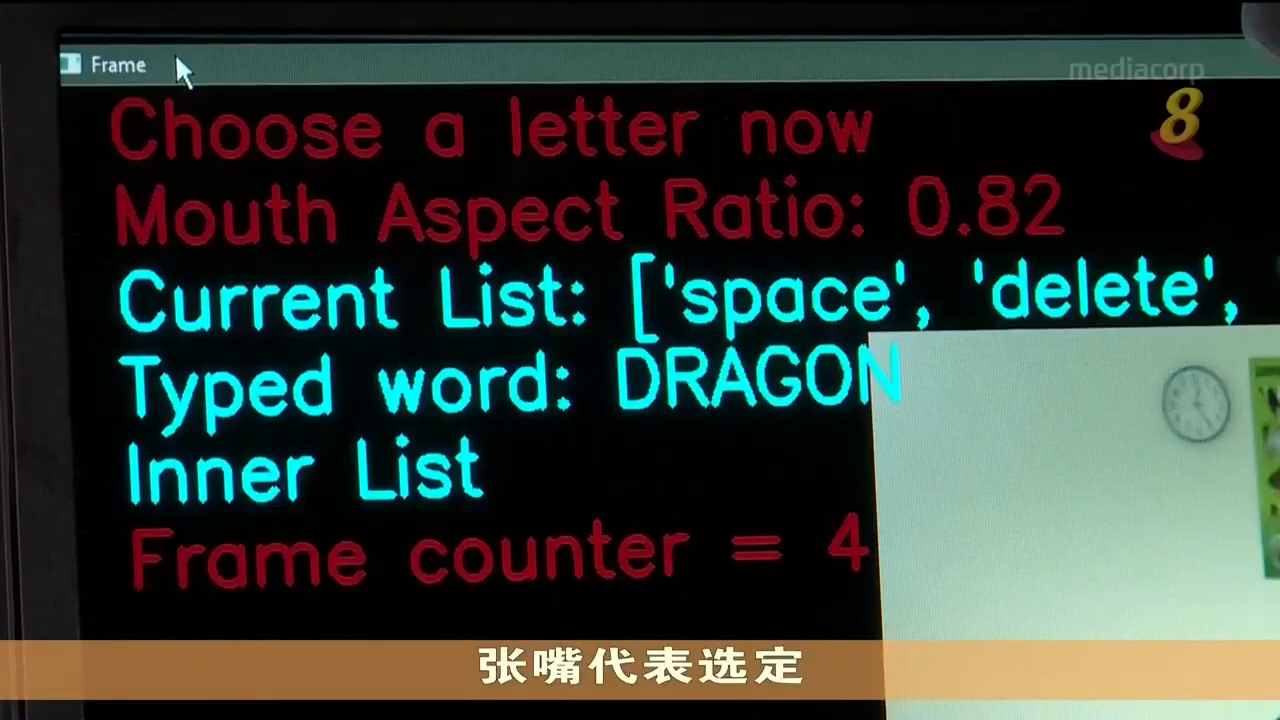 Frame
mediacorp
8
Choose a letter now
Mouth Aspect Ratio: 0.82
Current List: ['space', 'delete', '
Typed word: DRAGON
Inner List
Frame counter = 4
张嘴代表选定